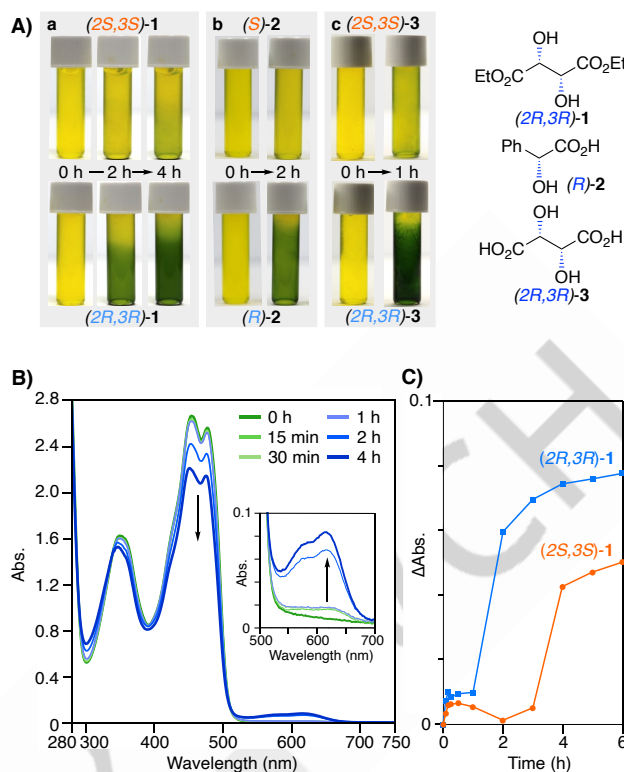 A)
a (2S,3S)-1
b (S)-2
c (2S,3S)-3
0 h 2 h 4 h
0 h 2 h
0 h 1 h
(2R,3R)-1
(R)-2
(2R,3R)-3
OH
EtO2C CO2Et
OH
(2R,3R)-1
Ph CO2H
OH (R)-2
OH
HO2C CO2H
OH
(2R,3R)-3
B)
2.8
2.4
2.0
1.6
1.2
0.8
0.4
0
Abs.
0 h 1 h
15 min 2 h
30 min 4 h
0.1
0
Abs.
500 600 700
Wavelength (nm)
280 300 400 500 600 700 750
Wavelength (nm)
C)
0.1
0
ΔAbs.
(2R,3R)-1
(2S,3S)-1
0 2 4 6
Time (h)